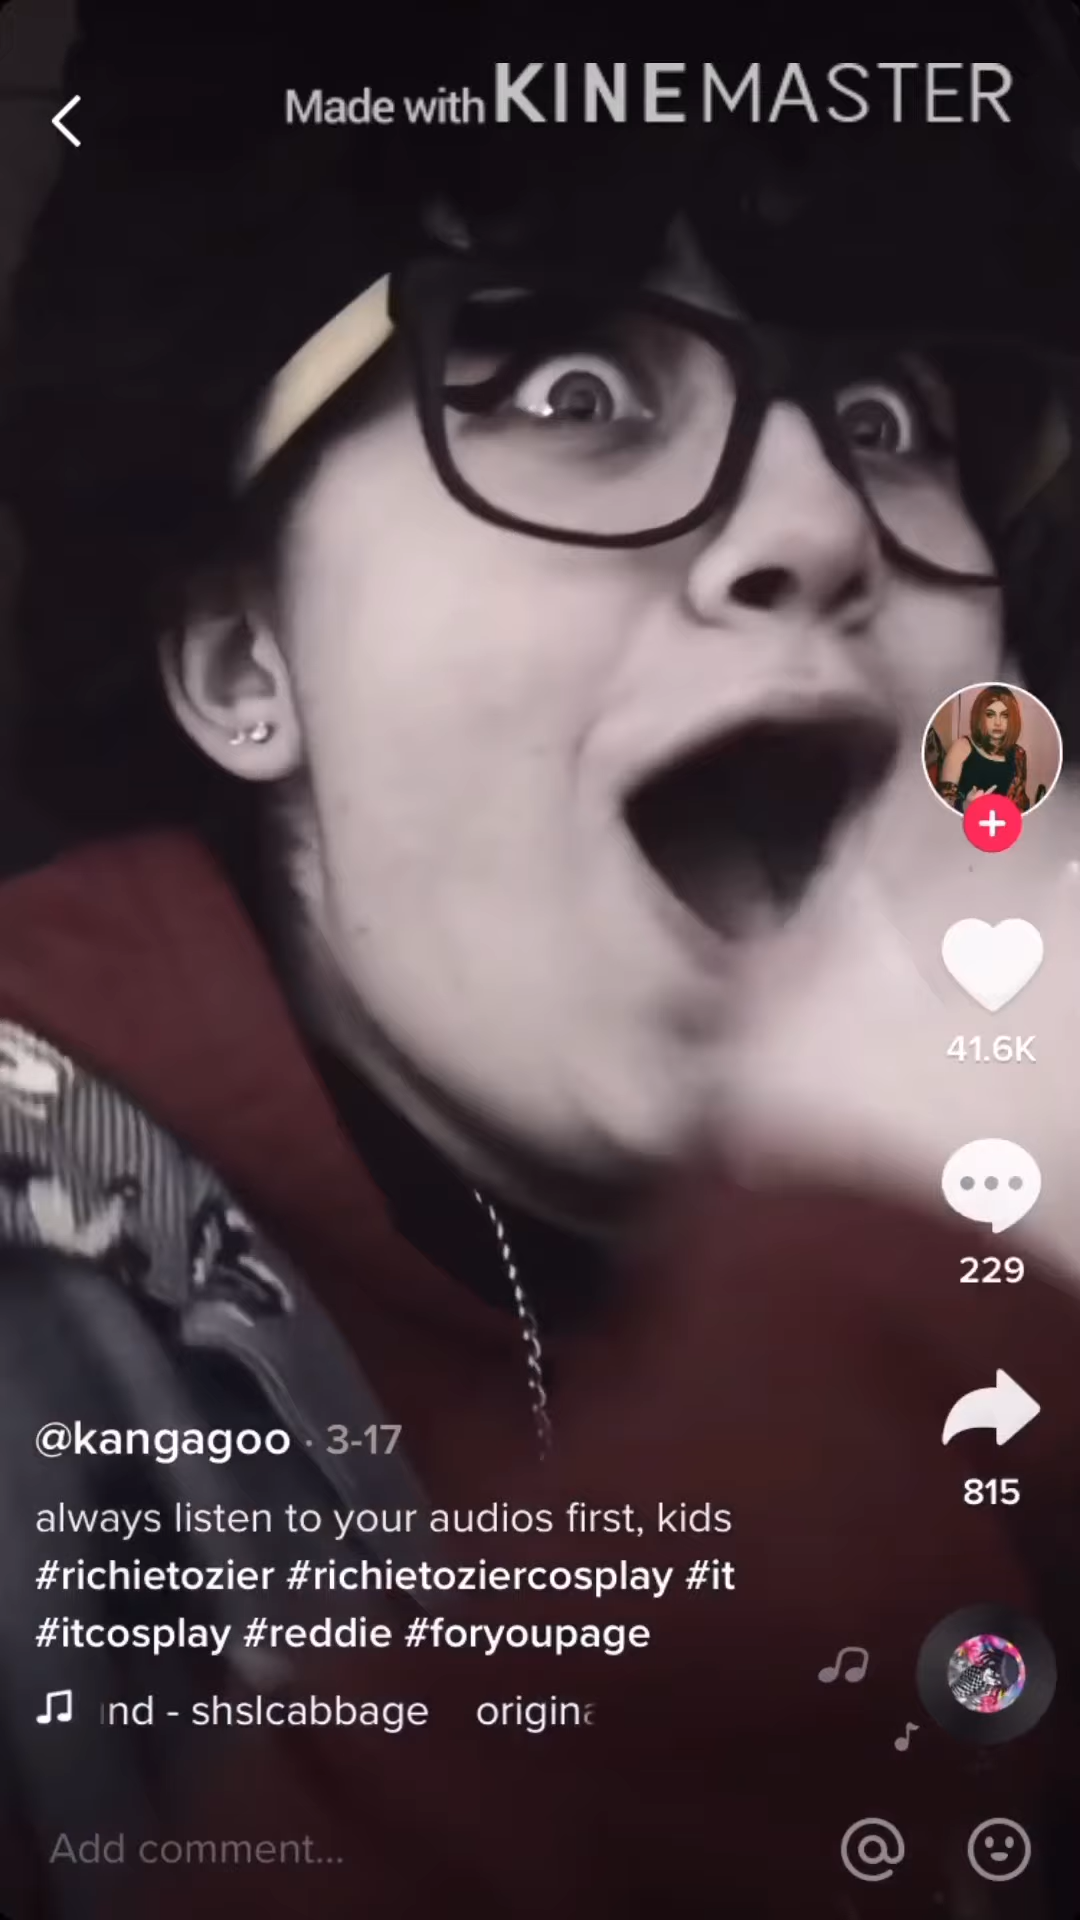 Made with KINEMASTER
41.6K
229
815
@kangagoo · 3-17
always listen to your audios first, kids
#richietozier #richietoziercosplay #it
#itcosplay #reddie #foryoupage
nd - shslcabbage origina
Add comment...